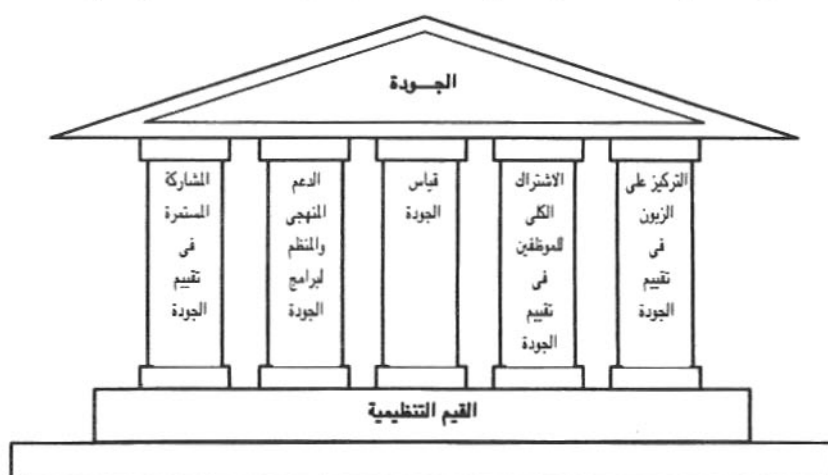 الجـــودة
التركيز على
الزبون
فى
تقييم
الجودة
الاشتراك
الكلى
للموظفين
فى
تقييم
الجودة
قياس
الجودة
الدعم
المنهجى
والمنظم
لبرامج
الجودة
المشاركة
المستمرة
فى
تقييم
الجودة
القيم التنظيمية